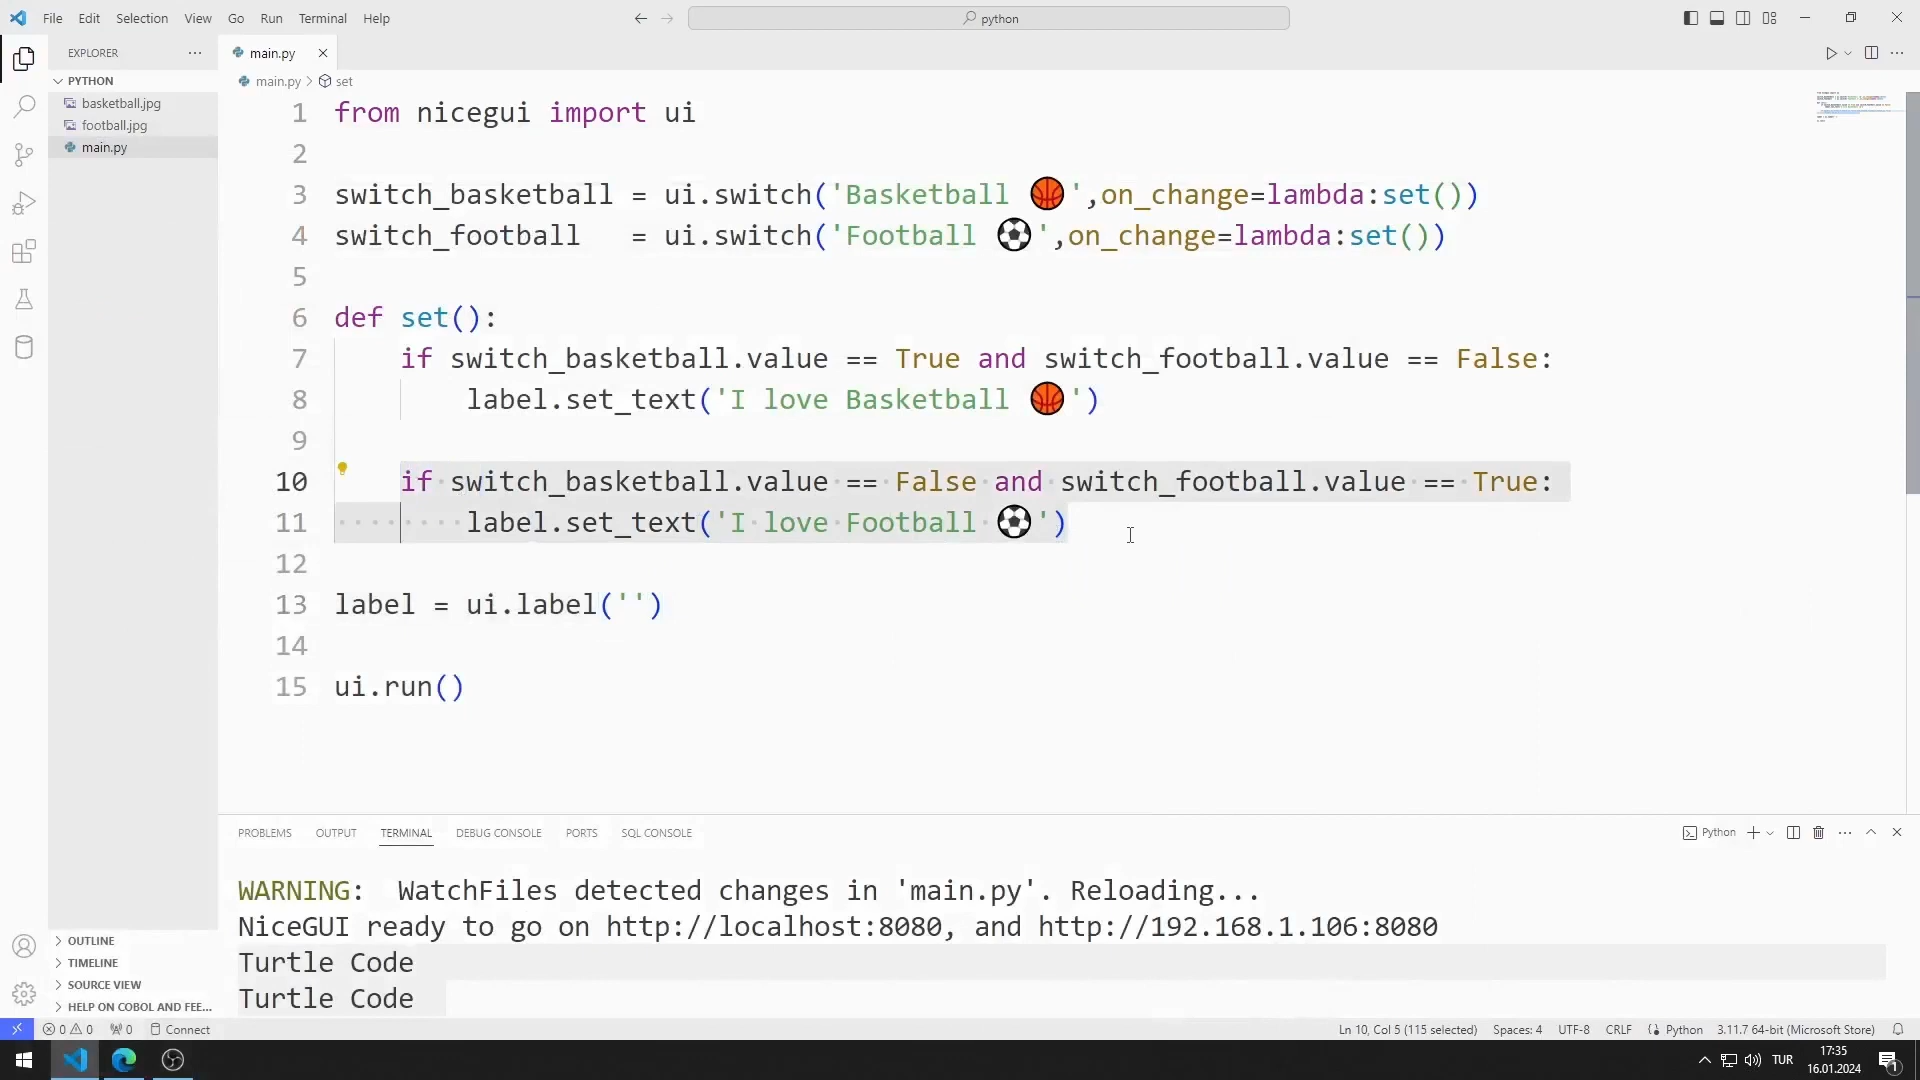 File Edit Selection View Go Run Terminal Help
python
EXPLORER
main.py
PYTHON
main.py > set
basketball.jpg
football.jpg
main.py
1 from nicegui import ui
2
3 switch_basketball = ui.switch('Basketball 🏀',on_change=lambda:set())
4 switch_football   = ui.switch('Football ⚽',on_change=lambda:set())
5
6 def set():
7     if switch_basketball.value == True and switch_football.value == False:
8         label.set_text('I love Basketball 🏀')
9
10     if switch_basketball.value == False and switch_football.value == True:
11         label.set_text('I love Football ⚽')
12
13 label = ui.label('')
14
15 ui.run()
PROBLEMS OUTPUT TERMINAL DEBUG CONSOLE PORTS SQL CONSOLE
Python
WARNING:  WatchFiles detected changes in 'main.py'. Reloading...
NiceGUI ready to go on http://localhost:8080, and http://192.168.1.106:8080
Turtle Code
Turtle Code
OUTLINE
TIMELINE
SOURCE VIEW
HELP ON COBOL AND FEE...
0 0 0 Connect
Ln 10, Col 5 (115 selected) Spaces: 4 UTF-8 CRLF Python 3.11.7 64-bit (Microsoft Store)
TUR
17:35
16.01.2024
1